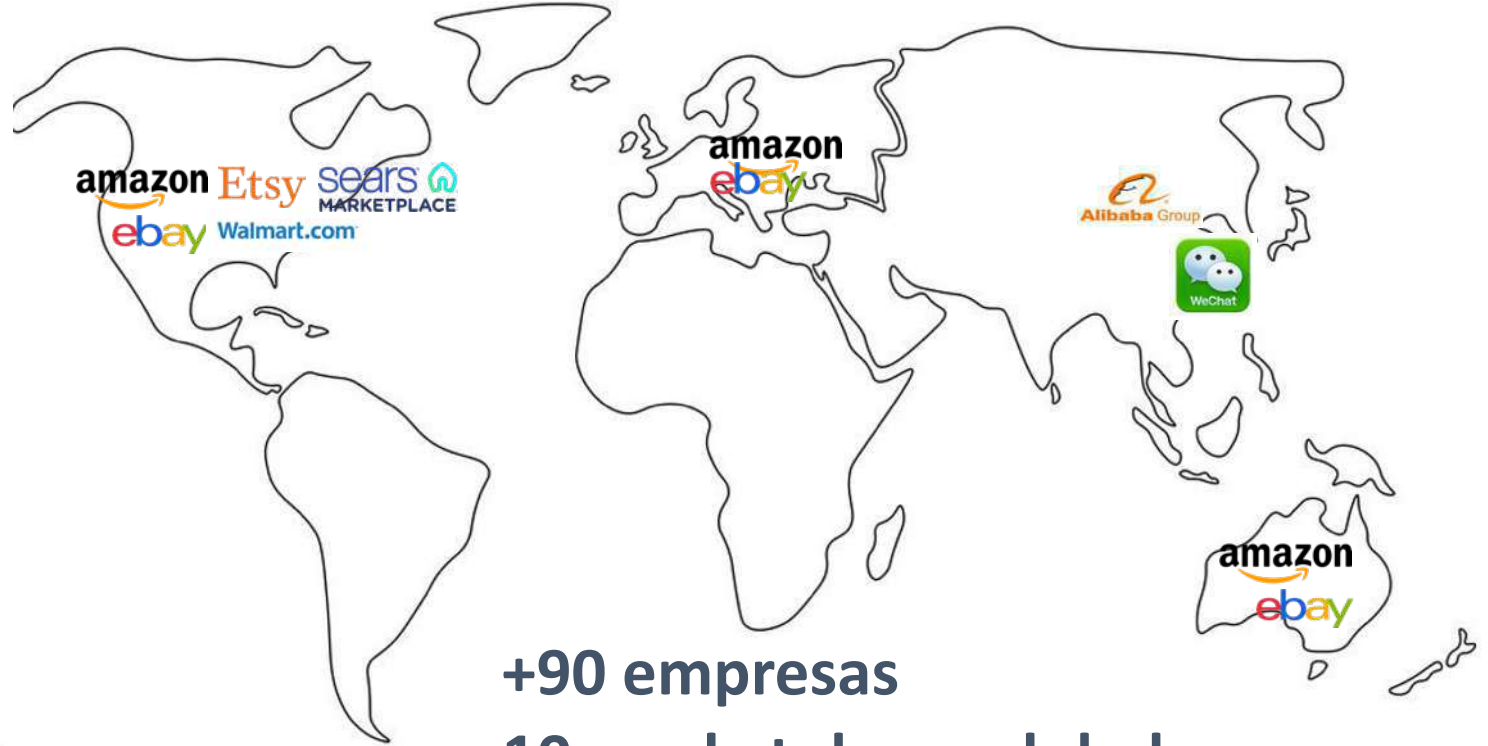 amazon Etsy sears
MARKETPLACE
ebay Walmart.com
amazon
ebay
Alibaba Group
WeChat
amazon
ebay
+90 empresas